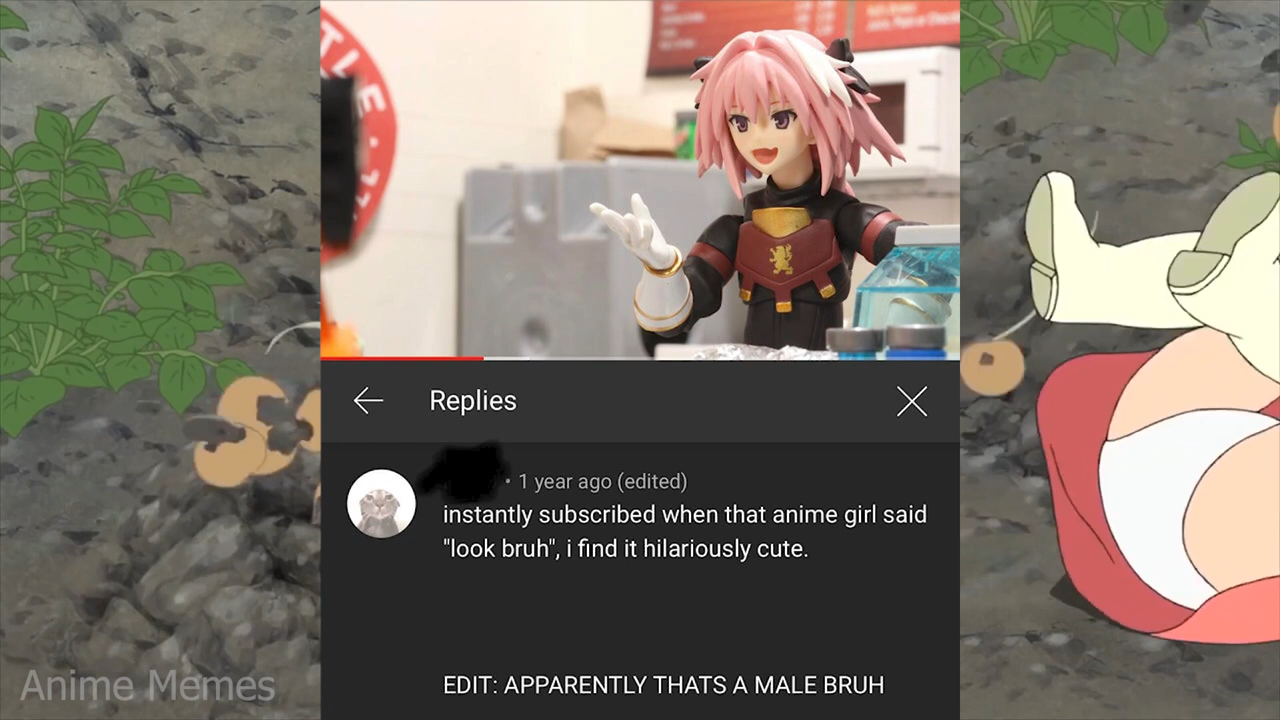 TLE
Replies
• 1 year ago (edited)
instantly subscribed when that anime girl said
"look bruh", i find it hilariously cute.
EDIT: APPARENTLY THATS A MALE BRUH
Anime Memes